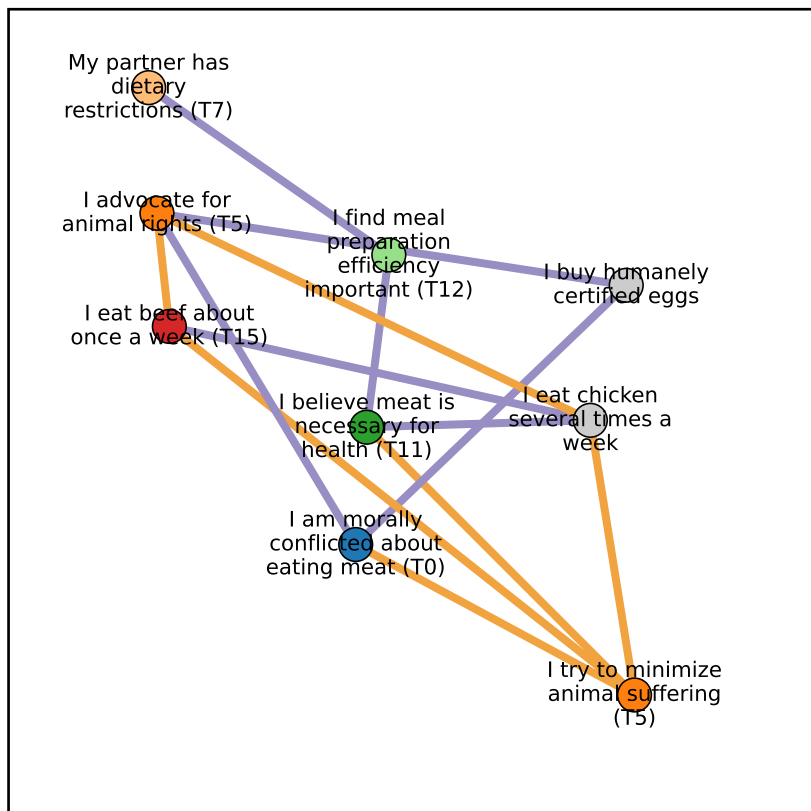 My partner has
dietary
restrictions (T7)
I advocate for
animal rights (T5)
I find meal
preparation
efficiency
important (T12)
I buy humanely
certified eggs
I eat beef about
once a week (T15)
I believe meat is
necessary for
health (T11)
I eat chicken
several times a
week
I am morally
conflicted about
eating meat (T0)
I try to minimize
animal suffering
(T5)